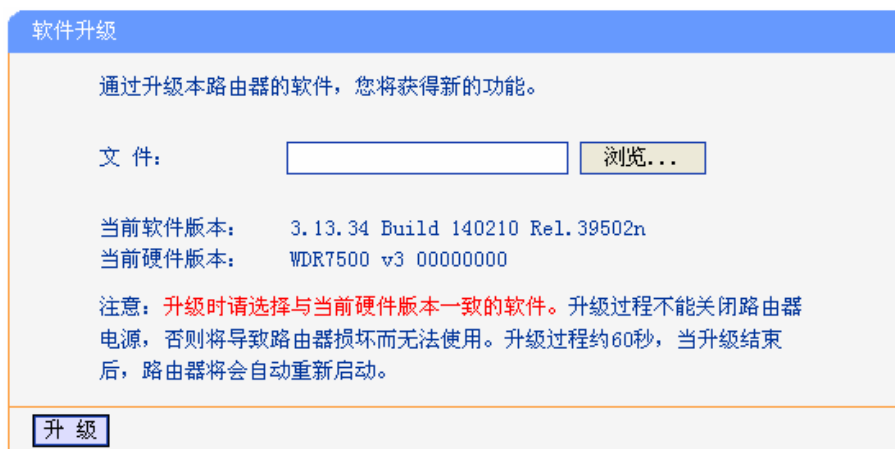 软件升级
通过升级本路由器的软件，您将获得新的功能。
文 件： 浏览...
当前软件版本： 3.13.34 Build 140210 Rel.39502n
当前硬件版本： WDR7500 v3 00000000
注意：升级时请选择与当前硬件版本一致的软件。升级过程不能关闭路由器
电源，否则将导致路由器损坏而无法使用。升级过程约60秒，当升级结束
后，路由器将会自动重新启动。
升 级